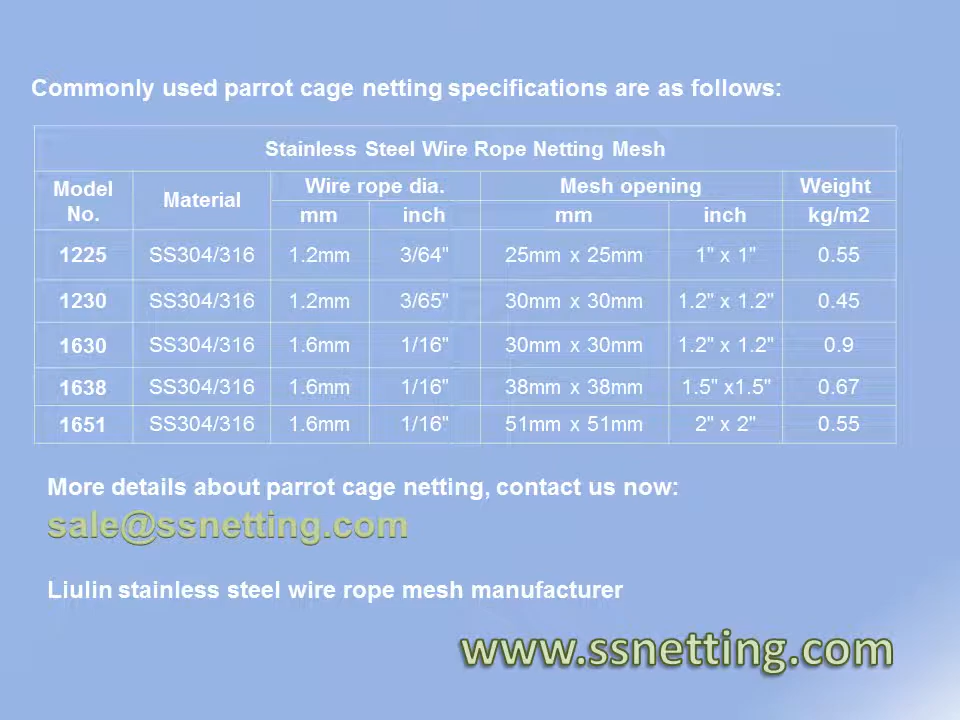 Commonly used parrot cage netting specifications are as follows:
Stainless Steel Wire Rope Netting Mesh
Model No. Material Wire rope dia. Mesh opening Weight
mm inch mm inch kg/m2
1225 SS304/316 1.2mm 3/64" 25mm x 25mm 1" x 1" 0.55
1230 SS304/316 1.2mm 3/65" 30mm x 30mm 1.2" x 1.2" 0.45
1630 SS304/316 1.6mm 1/16" 30mm x 30mm 1.2" x 1.2" 0.9
1638 SS304/316 1.6mm 1/16" 38mm x 38mm 1.5" x1.5" 0.67
1651 SS304/316 1.6mm 1/16" 51mm x 51mm 2" x 2" 0.55
More details about parrot cage netting, contact us now:
sale@ssnetting.com
Liulin stainless steel wire rope mesh manufacturer
www.ssnetting.com